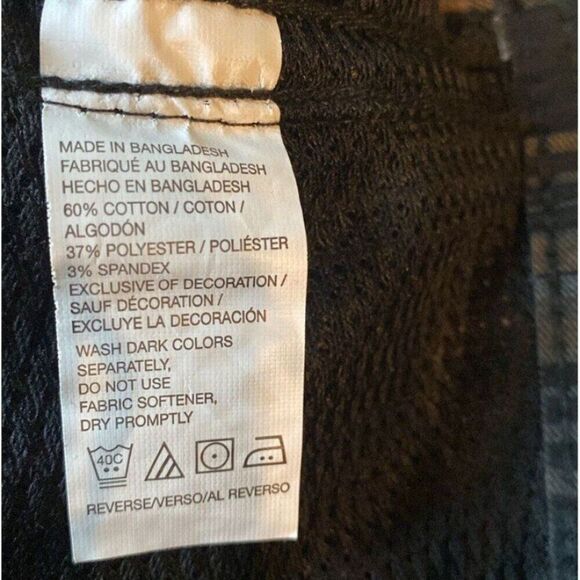 MADE IN BANGLADESH
FABRIQUÉ AU BANGLADESH
HECHO EN BANGLADESH
60% COTTON / COTON /
ALGODÓN
37% POLYESTER / POLIÉSTER
3% SPANDEX
EXCLUSIVE OF DECORATION /
SAUF DÉCORATION /
EXCLUYE LA DECORACIÓN
WASH DARK COLORS
SEPARATELY,
DO NOT USE
FABRIC SOFTENER,
DRY PROMPTLY
40C
REVERSE/VERSO/AL REVERSO